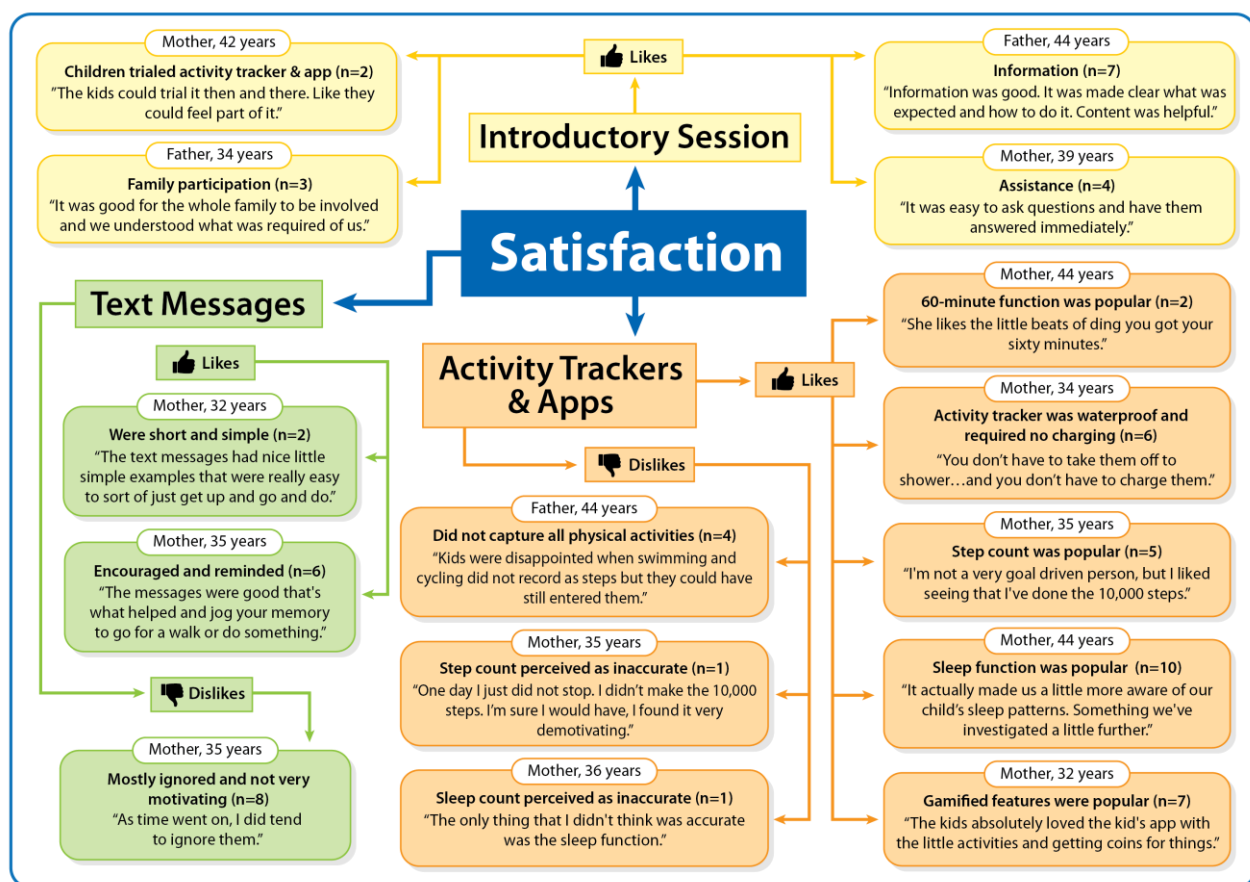 Mother, 42 years
Children trialed activity tracker & app (n=2)
"The kids could trial it then and there. Like they
could feel part of it."
Father, 34 years
Family participation (n=3)
“It was good for the whole family to be involved
and we understood what was required of us.”
Likes
Introductory Session
Father, 44 years
Information (n=7)
“Information was good. It was made clear what was
expected and how to do it. Content was helpful.”
Mother, 39 years
Assistance (n=4)
“It was easy to ask questions and have them
answered immediately.”
Satisfaction
Text Messages
Likes
Mother, 32 years
Were short and simple (n=2)
“The text messages had nice little
simple examples that were really easy
to sort of just get up and go and do.”
Mother, 35 years
Encouraged and reminded (n=6)
“The messages were good that's
what helped and jog your memory
to go for a walk or do something.”
Dislikes
Mother, 35 years
Mostly ignored and not very
motivating (n=8)
“As time went on, I did tend
to ignore them.”
Activity Trackers
& Apps
Dislikes
Father, 44 years
Did not capture all physical activities (n=4)
“Kids were disappointed when swimming and
cycling did not record as steps but they could have
still entered them.”
Mother, 35 years
Step count perceived as inaccurate (n=1)
“One day I just did not stop. I didn’t make the 10,000
steps. I’m sure I would have, I found it very
demotivating.”
Mother, 36 years
Sleep count perceived as inaccurate (n=1)
“The only thing that I didn't think was accurate
was the sleep function.”
Likes
Mother, 44 years
60-minute function was popular (n=2)
“She likes the little beats of ding you got your
sixty minutes.”
Mother, 34 years
Activity tracker was waterproof and
required no charging (n=6)
“You don’t have to take them off to
shower…and you don’t have to charge them.”
Mother, 35 years
Step count was popular (n=5)
“I'm not a very goal driven person, but I liked
seeing that I've done the 10,000 steps.”
Mother, 44 years
Sleep function was popular (n=10)
“It actually made us a little more aware of our
child’s sleep patterns. Something we’ve
investigated a little further.”
Mother, 32 years
Gamified features were popular (n=7)
“The kids absolutely loved the kid's app with
the little activities and getting coins for things.”